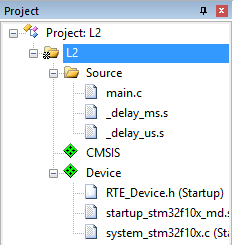 Project
Project: L2
L2
Source
main.c
_delay_ms.s
_delay_us.s
CMSIS
Device
RTE_Device.h (Startup)
startup_stm32f10x_md.s
system_stm32f10x.c (Sta